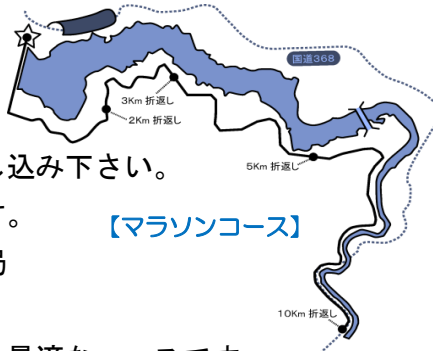 国道368
3Km 折返し
2Km 折返し
5Km 折返し
込み下さい。
。
【マラソンコース】
10Km 折返し